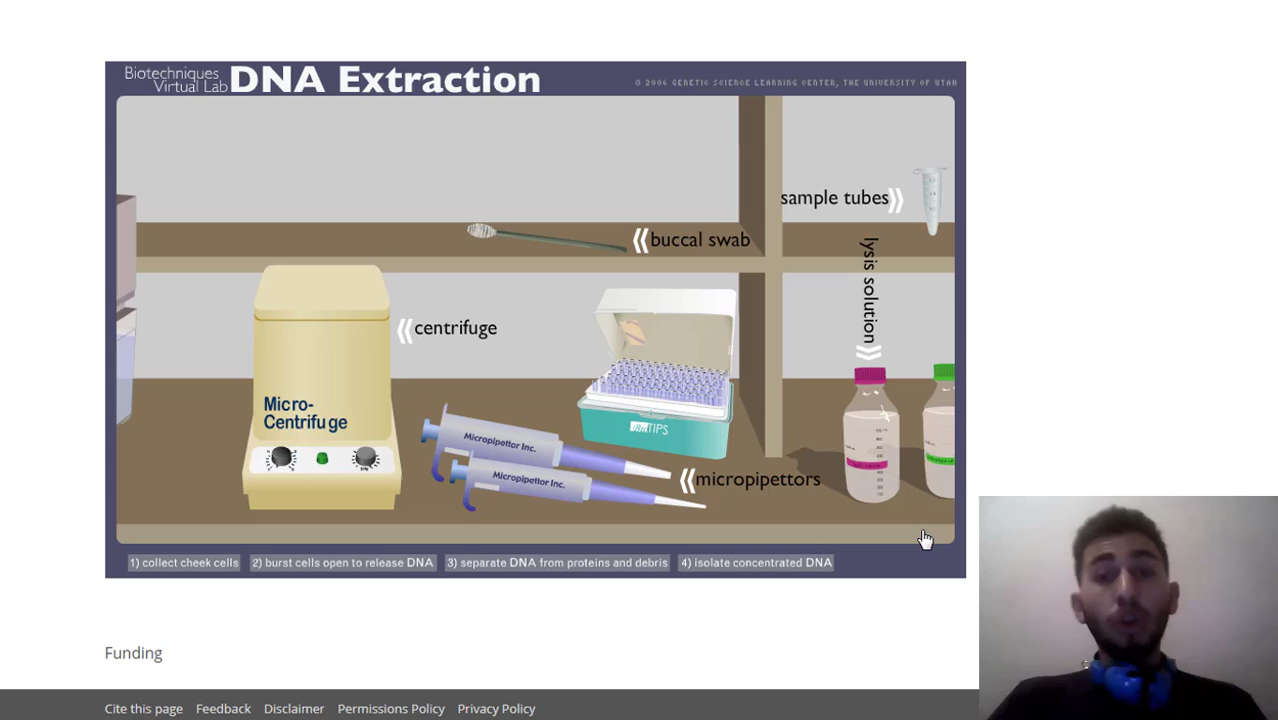 Biotechniques
Virtual Lab
DNA Extraction
© 2006 GENETIC SCIENCE LEARNING CENTER, THE UNIVERSITY OF UTAH
sample tubes
buccal swab
lysis solution
centrifuge
Micro-
Centrifuge
TIPS
Micropipettor Inc.
Micropipettor Inc.
micropipettors
1) collect cheek cells
2) burst cells open to release DNA
3) separate DNA from proteins and debris
4) isolate concentrated DNA
Funding
Cite this page
Feedback
Disclaimer
Permissions Policy
Privacy Policy